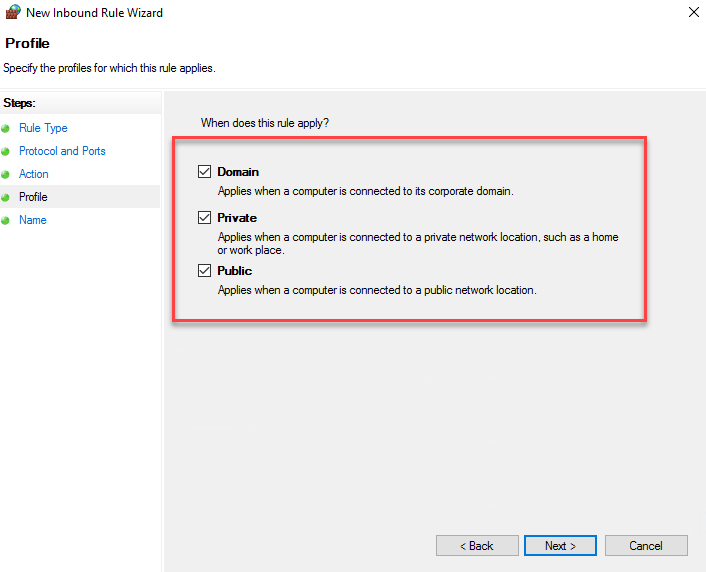 New Inbound Rule Wizard
Profile
Specify the profiles for which this rule applies.
Steps:
Rule Type
Protocol and Ports
Action
Profile
Name
When does this rule apply?
Domain
Applies when a computer is connected to its corporate domain.
Private
Applies when a computer is connected to a private network location, such as a home
or work place.
Public
Applies when a computer is connected to a public network location.
< Back
Next >
Cancel